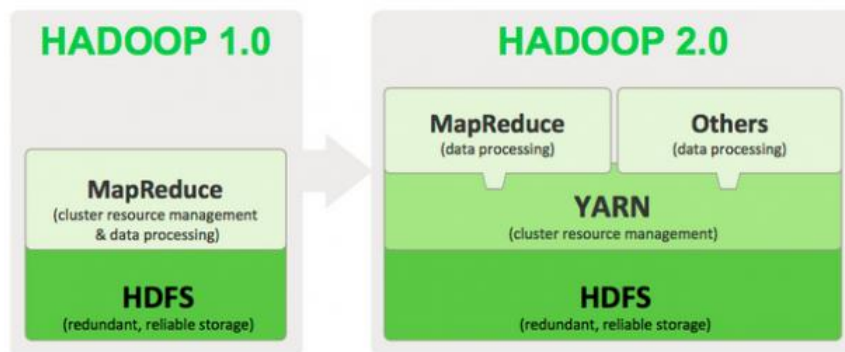 HADOOP 1.0
MapReduce
(cluster resource management
& data processing)
HDFS
(redundant, reliable storage)
HADOOP 2.0
MapReduce
(data processing)
Others
(data processing)
YARN
(cluster resource management)
HDFS
(redundant, reliable storage)